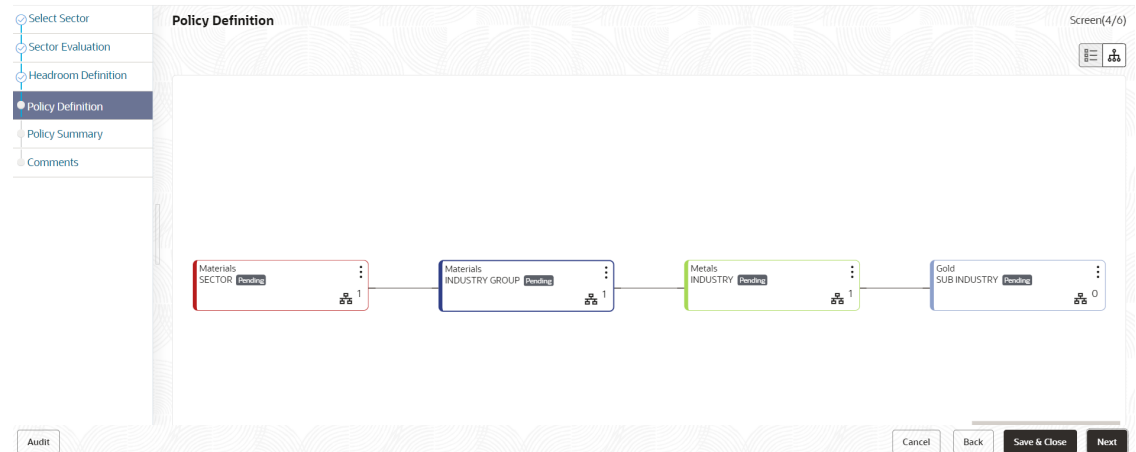 Select Sector
Sector Evaluation
Headroom Definition
Policy Definition
Policy Summary
Comments
Policy Definition
Screen(4/6)
Materials
SECTOR Pending
1
Materials
INDUSTRY GROUP Pending
1
Metals
INDUSTRY Pending
1
Gold
SUB INDUSTRY Pending
0
Audit
Cancel
Back
Save & Close
Next